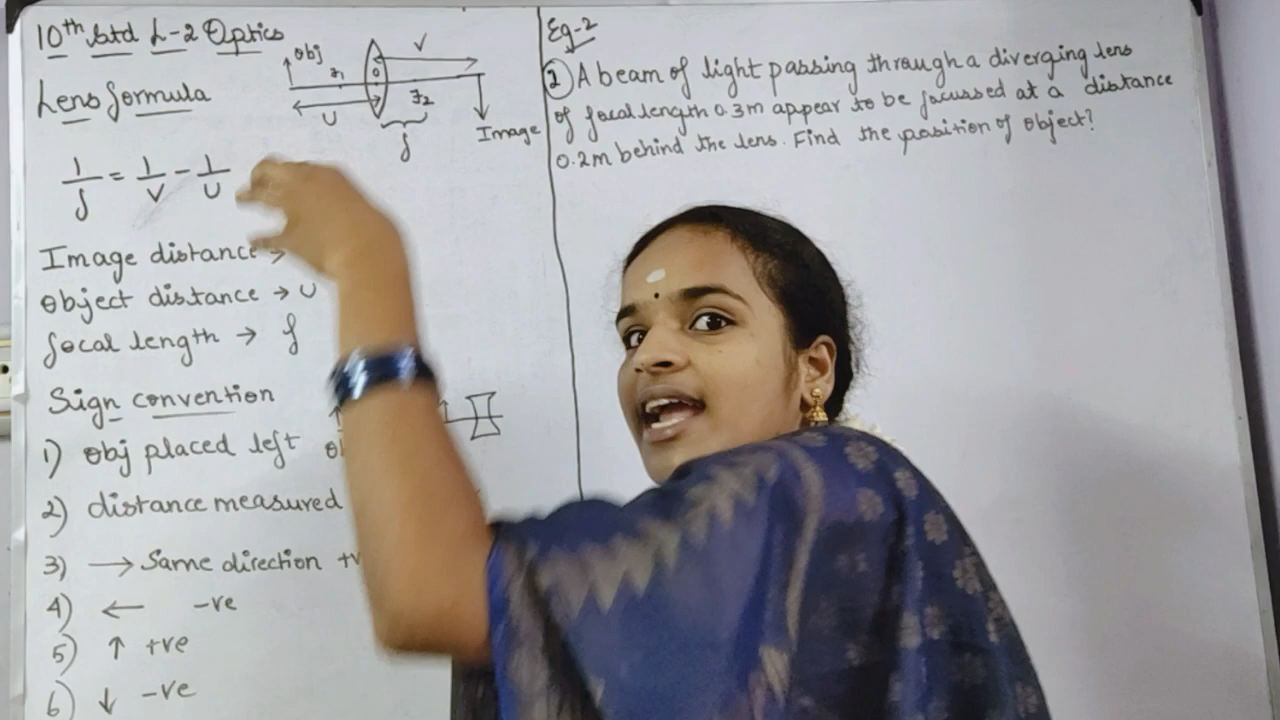 10th Std L-2 Optics
Lens formula
obj
V
F1
O
F2
U
f
Image
1/f = 1/V - 1/U
Image distance →
object distance → U
focal length → f
Sign convention
1) obj placed left
2) distance measured
3) → Same direction +v
4) ← -ve
5) ↑ +ve
6) ↓ -ve
Eg-2
2) A beam of light passing through a diverging lens
of focal length 0.3m appear to be focussed at a distance
0.2m behind the lens. Find the position of object?